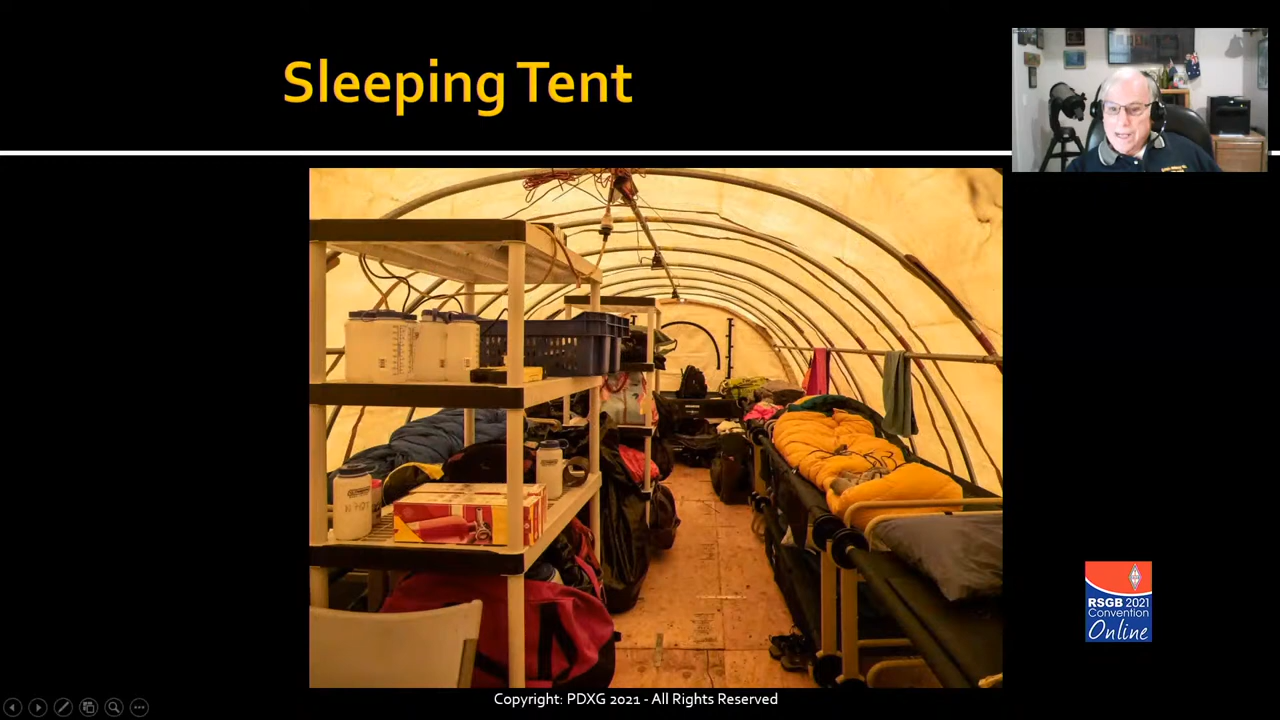 Sleeping Tent
RSGB 2021
Convention
Online
Copyright: PDXG 2021 - All Rights Reserved